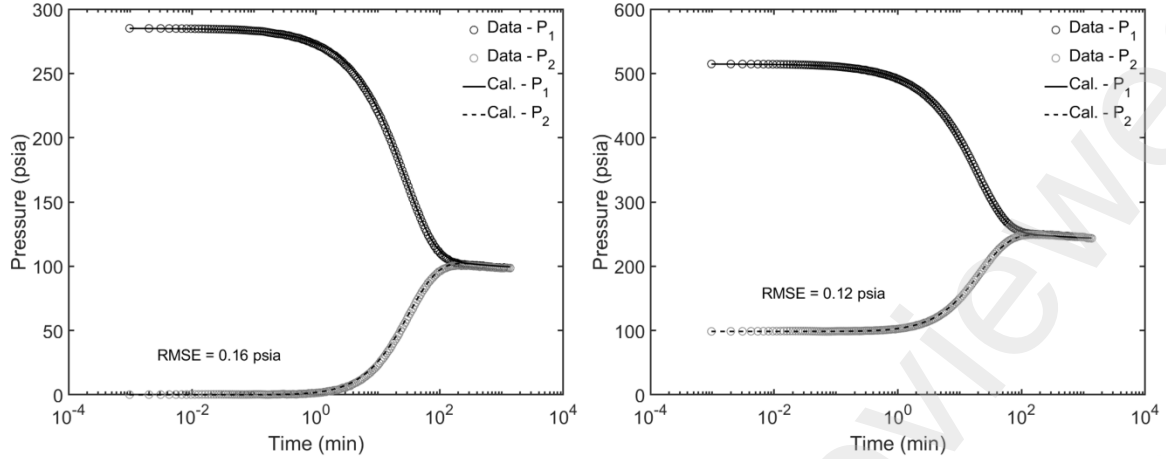 300
250
200
150
100
50
0
Pressure (psia)
10⁻⁴
10⁻²
10⁰
10²
10⁴
Time (min)
Data - P₁
Data - P₂
Cal. - P₁
Cal. - P₂
RMSE = 0.16 psia
600
500
400
300
200
100
0
Pressure (psia)
10⁻⁴
10⁻²
10⁰
10²
10⁴
Time (min)
Data - P₁
Data - P₂
Cal. - P₁
Cal. - P₂
RMSE = 0.12 psia